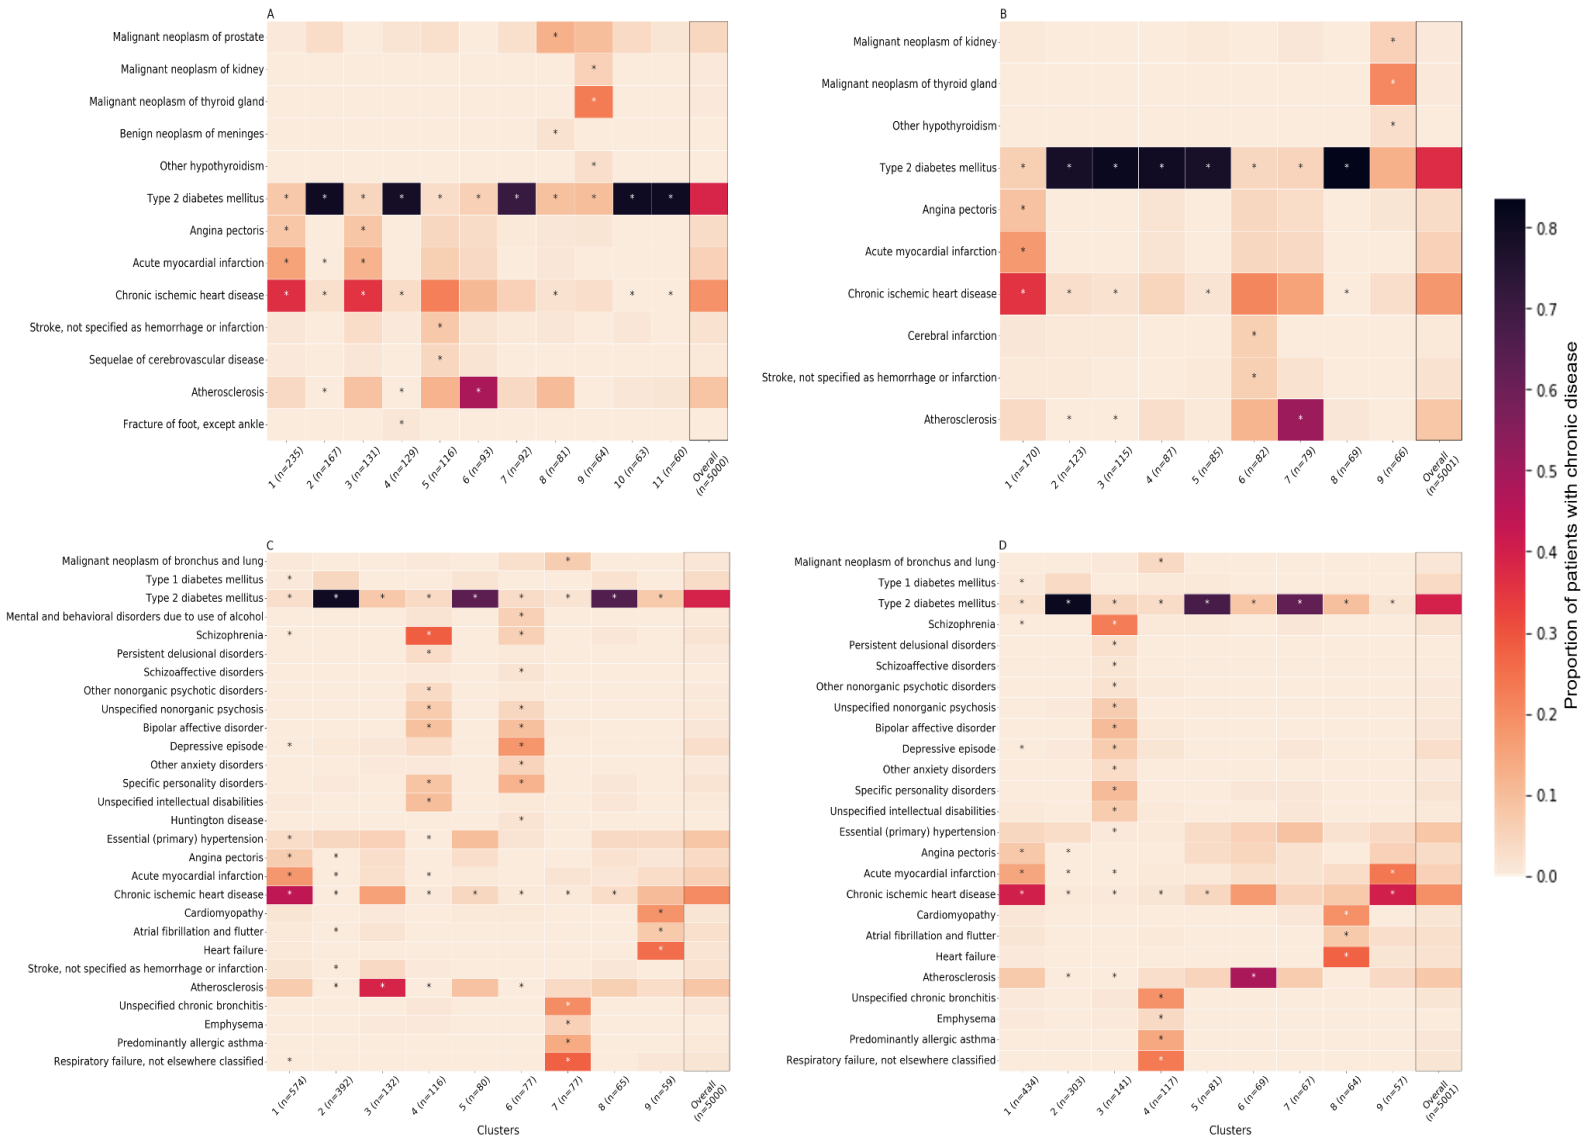 A
Malignant neoplasm of prostate
Malignant neoplasm of kidney
Malignant neoplasm of thyroid gland
Benign neoplasm of meninges
Other hypothyroidism
Type 2 diabetes mellitus
Angina pectoris
Acute myocardial infarction
Chronic ischemic heart disease
Stroke, not specified as hemorrhage or infarction
Sequelae of cerebrovascular disease
Atherosclerosis
Fracture of foot, except ankle
1 (n=235)
2 (n=167)
3 (n=131)
4 (n=129)
5 (n=116)
6 (n=93)
7 (n=92)
8 (n=81)
9 (n=64)
10 (n=63)
11 (n=60)
Overall
(n=5000)
B
Malignant neoplasm of kidney
Malignant neoplasm of thyroid gland
Other hypothyroidism
Type 2 diabetes mellitus
Angina pectoris
Acute myocardial infarction
Chronic ischemic heart disease
Cerebral infarction
Stroke, not specified as hemorrhage or infarction
Atherosclerosis
1 (n=170)
2 (n=123)
3 (n=115)
4 (n=87)
5 (n=85)
6 (n=82)
7 (n=79)
8 (n=69)
9 (n=66)
Overall
(n=5001)
C
Malignant neoplasm of bronchus and lung
Type 1 diabetes mellitus
Type 2 diabetes mellitus
Mental and behavioral disorders due to use of alcohol
Schizophrenia
Persistent delusional disorders
Schizoaffective disorders
Other nonorganic psychotic disorders
Unspecified nonorganic psychosis
Bipolar affective disorder
Depressive episode
Other anxiety disorders
Specific personality disorders
Unspecified intellectual disabilities
Huntington disease
Essential (primary) hypertension
Angina pectoris
Acute myocardial infarction
Chronic ischemic heart disease
Cardiomyopathy
Atrial fibrillation and flutter
Heart failure
Stroke, not specified as hemorrhage or infarction
Atherosclerosis
Unspecified chronic bronchitis
Emphysema
Predominantly allergic asthma
Respiratory failure, not elsewhere classified
1 (n=574)
2 (n=392)
3 (n=132)
4 (n=116)
5 (n=80)
6 (n=77)
7 (n=77)
8 (n=65)
9 (n=59)
Overall
(n=5000)
Clusters
D
Malignant neoplasm of bronchus and lung
Type 1 diabetes mellitus
Type 2 diabetes mellitus
Schizophrenia
Persistent delusional disorders
Schizoaffective disorders
Other nonorganic psychotic disorders
Unspecified nonorganic psychosis
Bipolar affective disorder
Depressive episode
Other anxiety disorders
Specific personality disorders
Unspecified intellectual disabilities
Essential (primary) hypertension
Angina pectoris
Acute myocardial infarction
Chronic ischemic heart disease
Cardiomyopathy
Atrial fibrillation and flutter
Heart failure
Atherosclerosis
Unspecified chronic bronchitis
Emphysema
Predominantly allergic asthma
Respiratory failure, not elsewhere classified
1 (n=434)
2 (n=303)
3 (n=141)
4 (n=117)
5 (n=81)
6 (n=69)
7 (n=67)
8 (n=64)
9 (n=57)
Overall
(n=5001)
Clusters
0.8
0.7
0.6
0.5
0.4
0.3
0.2
0.1
0.0
Proportion of patients with chronic disease